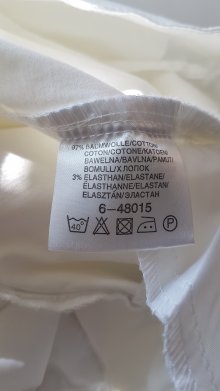 97% BAUMWOLLE/COTTON/
COTON/COTONE/KATOEN/
BAWEŁNA/BAVLNA/PAMUT/
BOMULL/ХЛОПОК
3% ELASTHAN/ELASTANE/
ÉLASTHANNE/ELASTAN/
ELASZTÁN/ЭЛАСТАН
6-48015
40
P